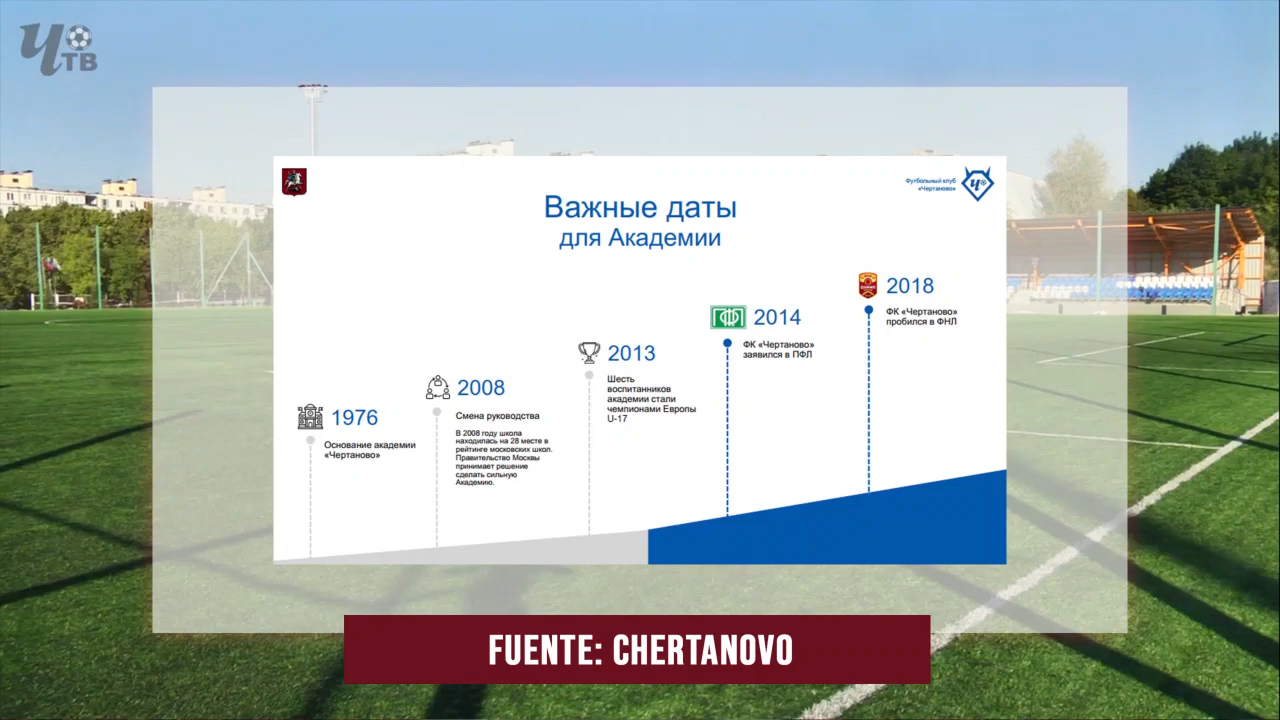 Ч
ТВ
Футбольный клуб
«Чертаново»
Важные даты
для Академии
1976
Основание академии
«Чертаново»
2008
Смена руководства
В 2008 году школа
находилась на 28 месте в
рейтинге московских школ.
Правительство Москвы
принимает решение
сделать сильную
Академию.
2013
Шесть
воспитанников
академии стали
чемпионами Европы
U-17
2014
ФК «Чертаново»
заявился в ПФЛ
2018
ФК «Чертаново»
пробился в ФНЛ
FUENTE: CHERTANOVO